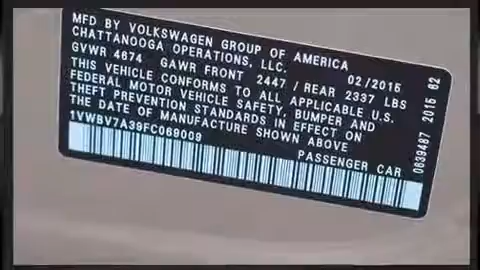 MFD BY VOLKSWAGEN GROUP OF AMERICA
CHATTANOOGA OPERATIONS, LLC.
02/2015
GVWR 4674 GAWR FRONT 2447 / REAR 2337 LBS
THIS VEHICLE CONFORMS TO ALL APPLICABLE U.S.
FEDERAL MOTOR VEHICLE SAFETY, BUMPER AND
THEFT PREVENTION STANDARDS IN EFFECT ON
THE DATE OF MANUFACTURE SHOWN ABOVE
1VWBV7A39FC069009
PASSENGER CAR
0639487 2015 62